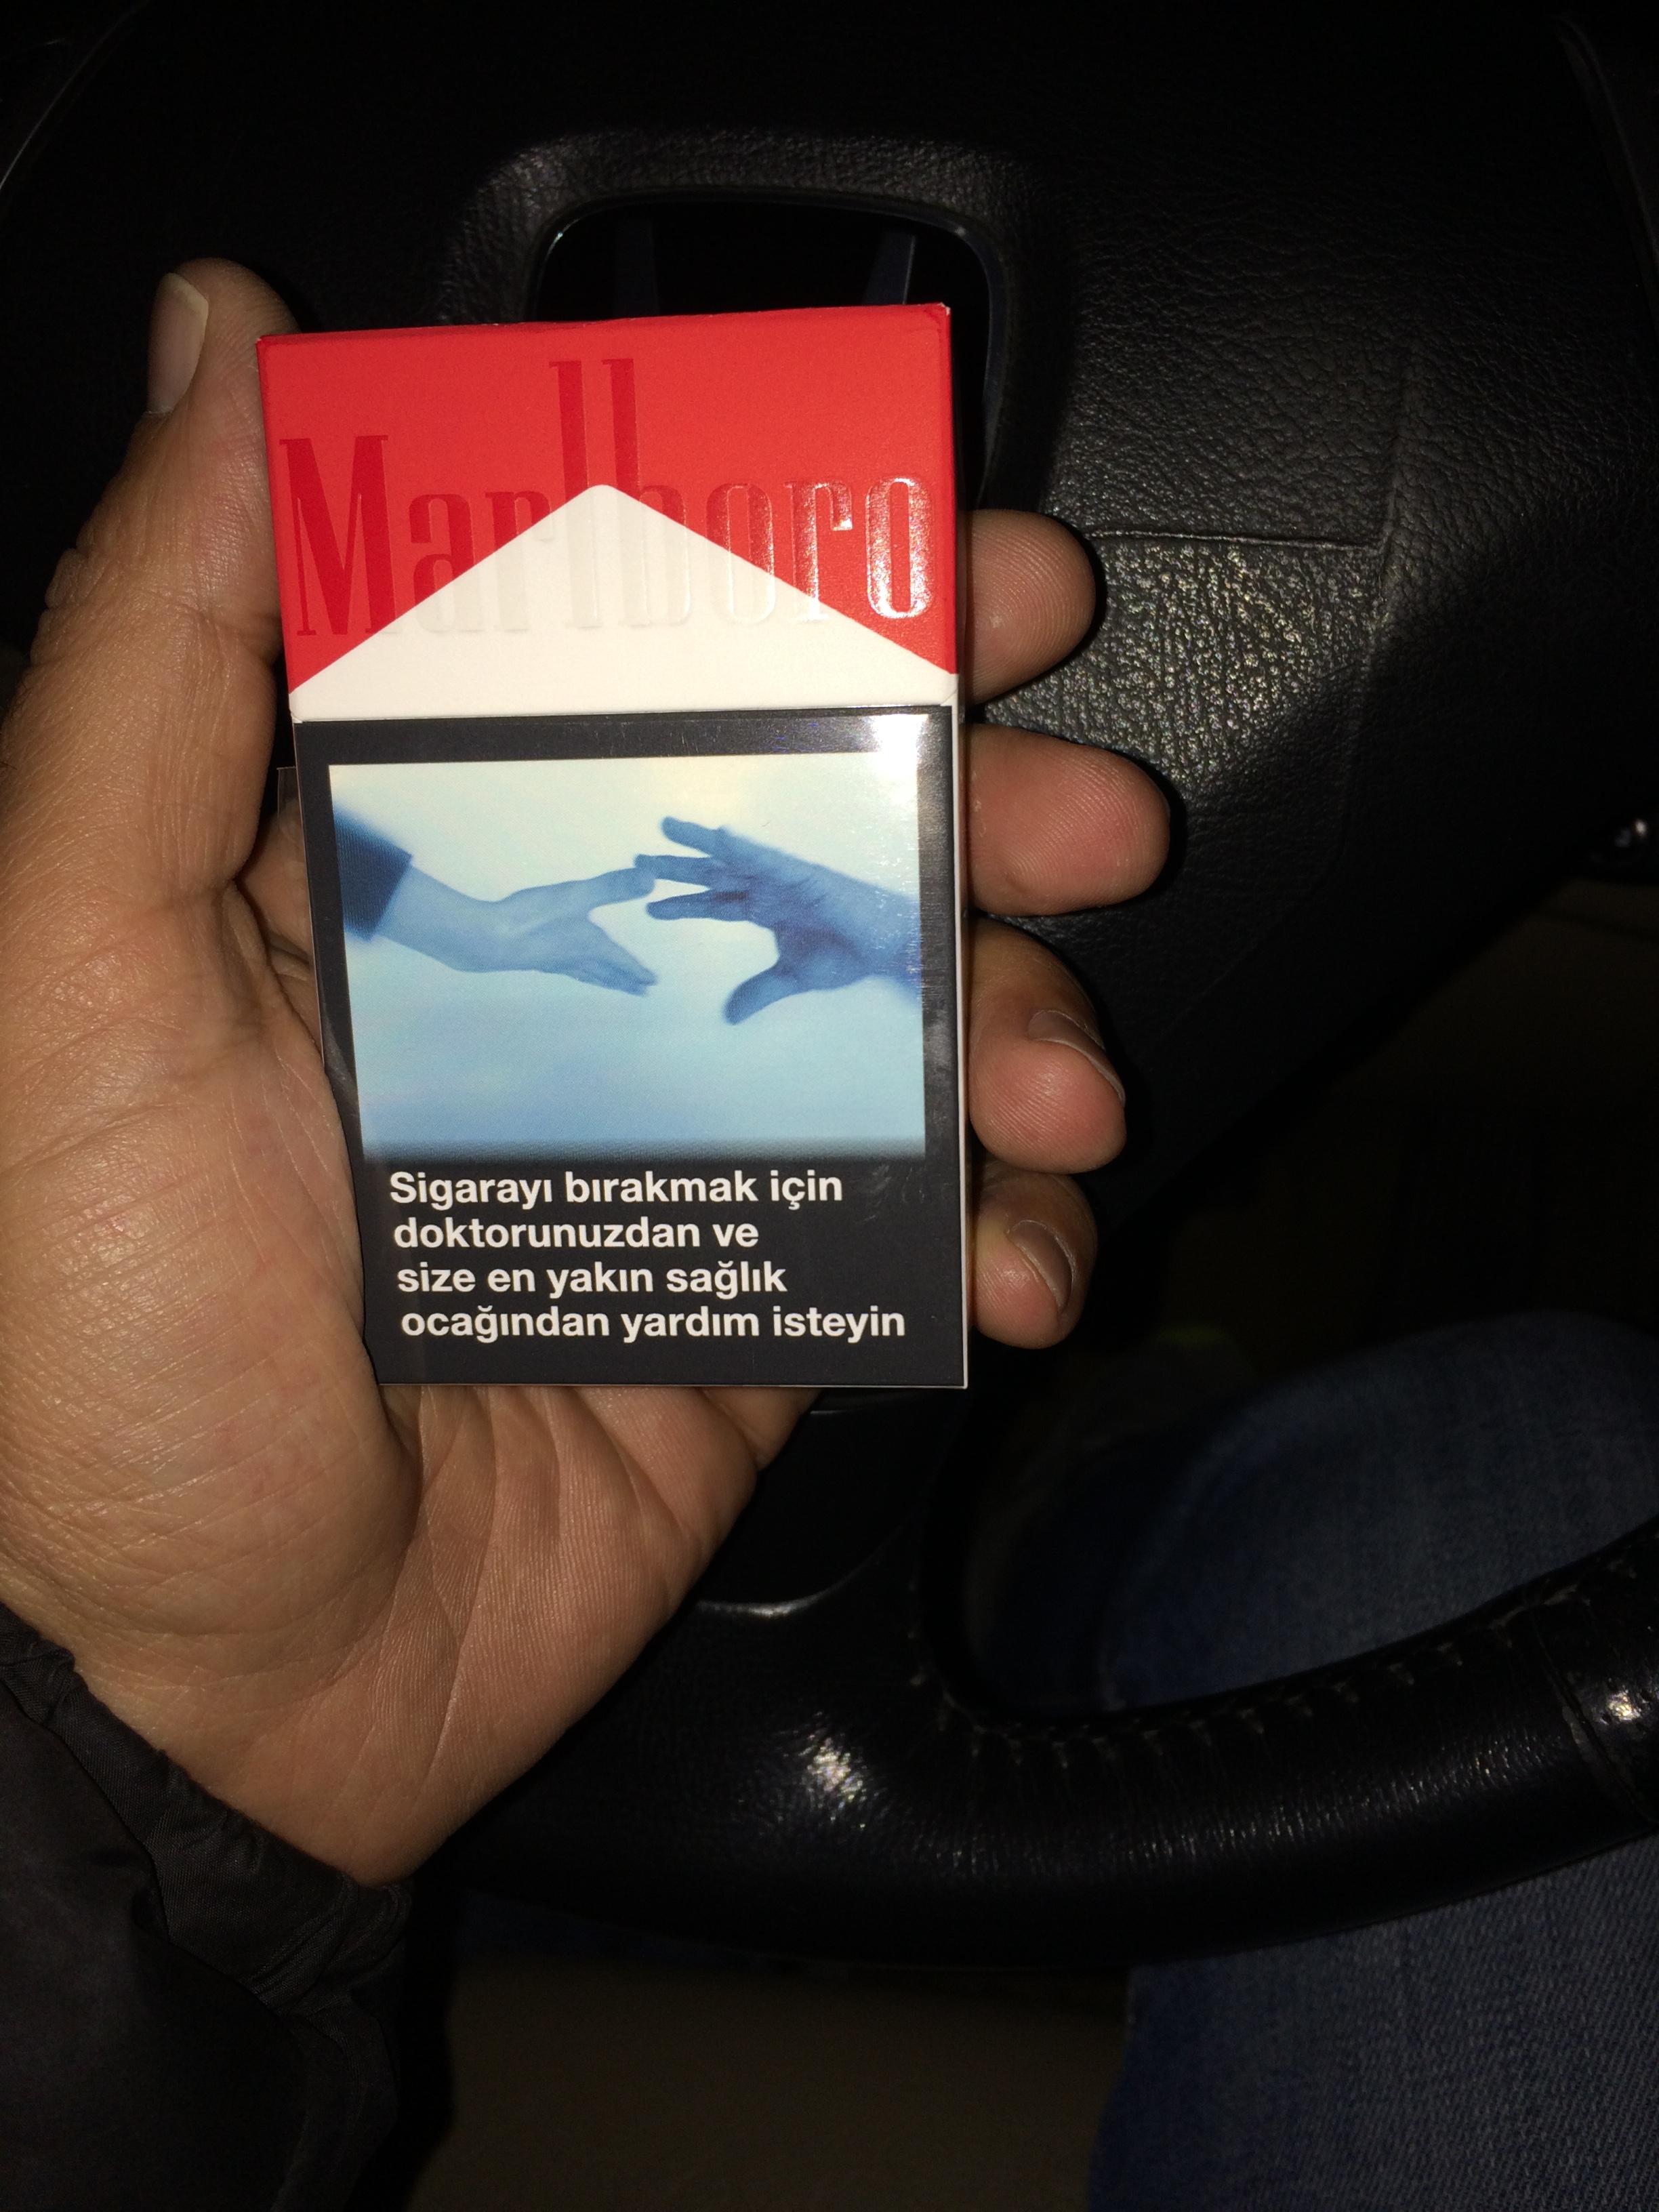 Marlboro
Sigarayı bırakmak için
doktorunuzdan ve
size en yakın sağlık
ocağından yardım isteyin